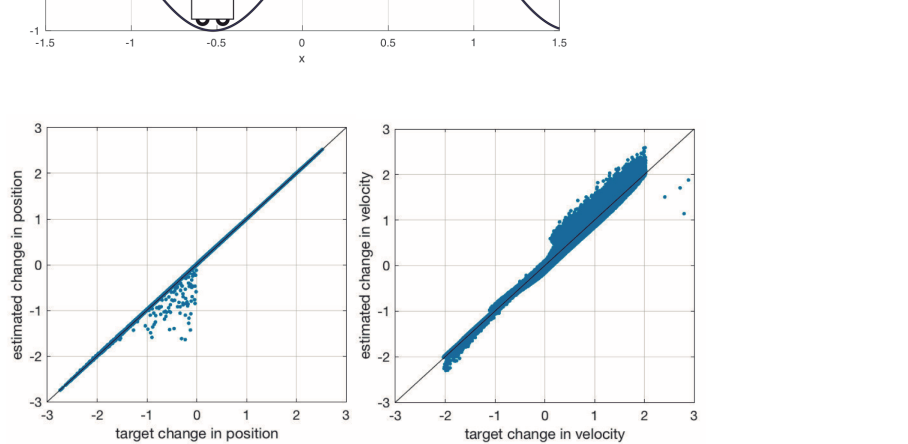 -1
-1.5 -1 -0.5 0 0.5 1 1.5
x
3 3
2 2
1 1
0 0
-1 -1
-2 -2
-3 -3
estimated change in position
estimated change in velocity
-3 -2 -1 0 1 2 3 -3 -2 -1 0 1 2 3
target change in position target change in velocity